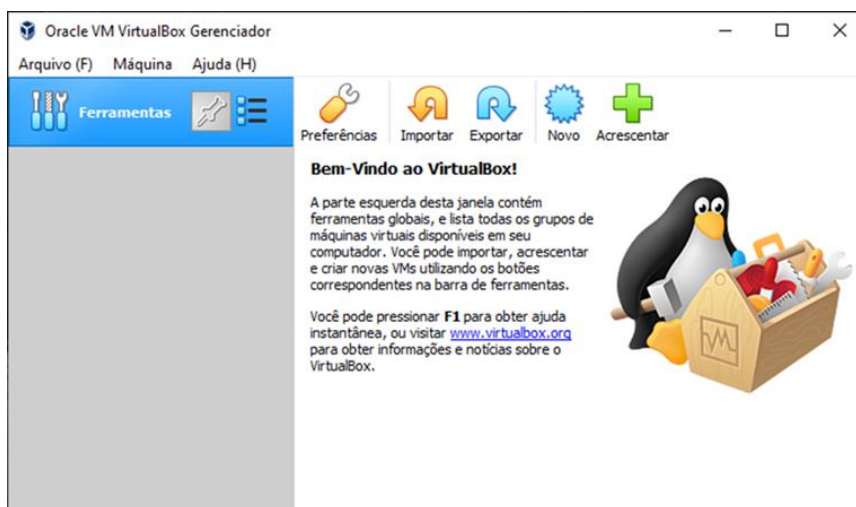 Oracle VM VirtualBox Gerenciador
Arquivo (F) Máquina Ajuda (H)
Ferramentas
Preferências Importar Exportar Novo Acrescentar
Bem-Vindo ao VirtualBox!
A parte esquerda desta janela contém
ferramentas globais, e lista todas os grupos de
máquinas virtuais disponíveis em seu
computador. Você pode importar, acrescentar
e criar novas VMs utilizando os botões
correspondentes na barra de ferramentas.
Você pode pressionar F1 para obter ajuda
instantânea, ou visitar www.virtualbox.org
para obter informações e notícias sobre o
VirtualBox.